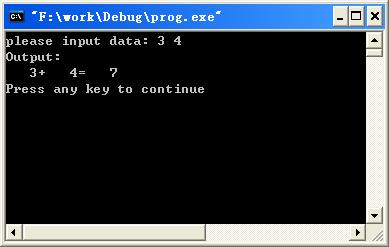 "F:\work\Debug\prog.exe"
please input data: 3 4
Output:
   3+   4=   7
Press any key to continue